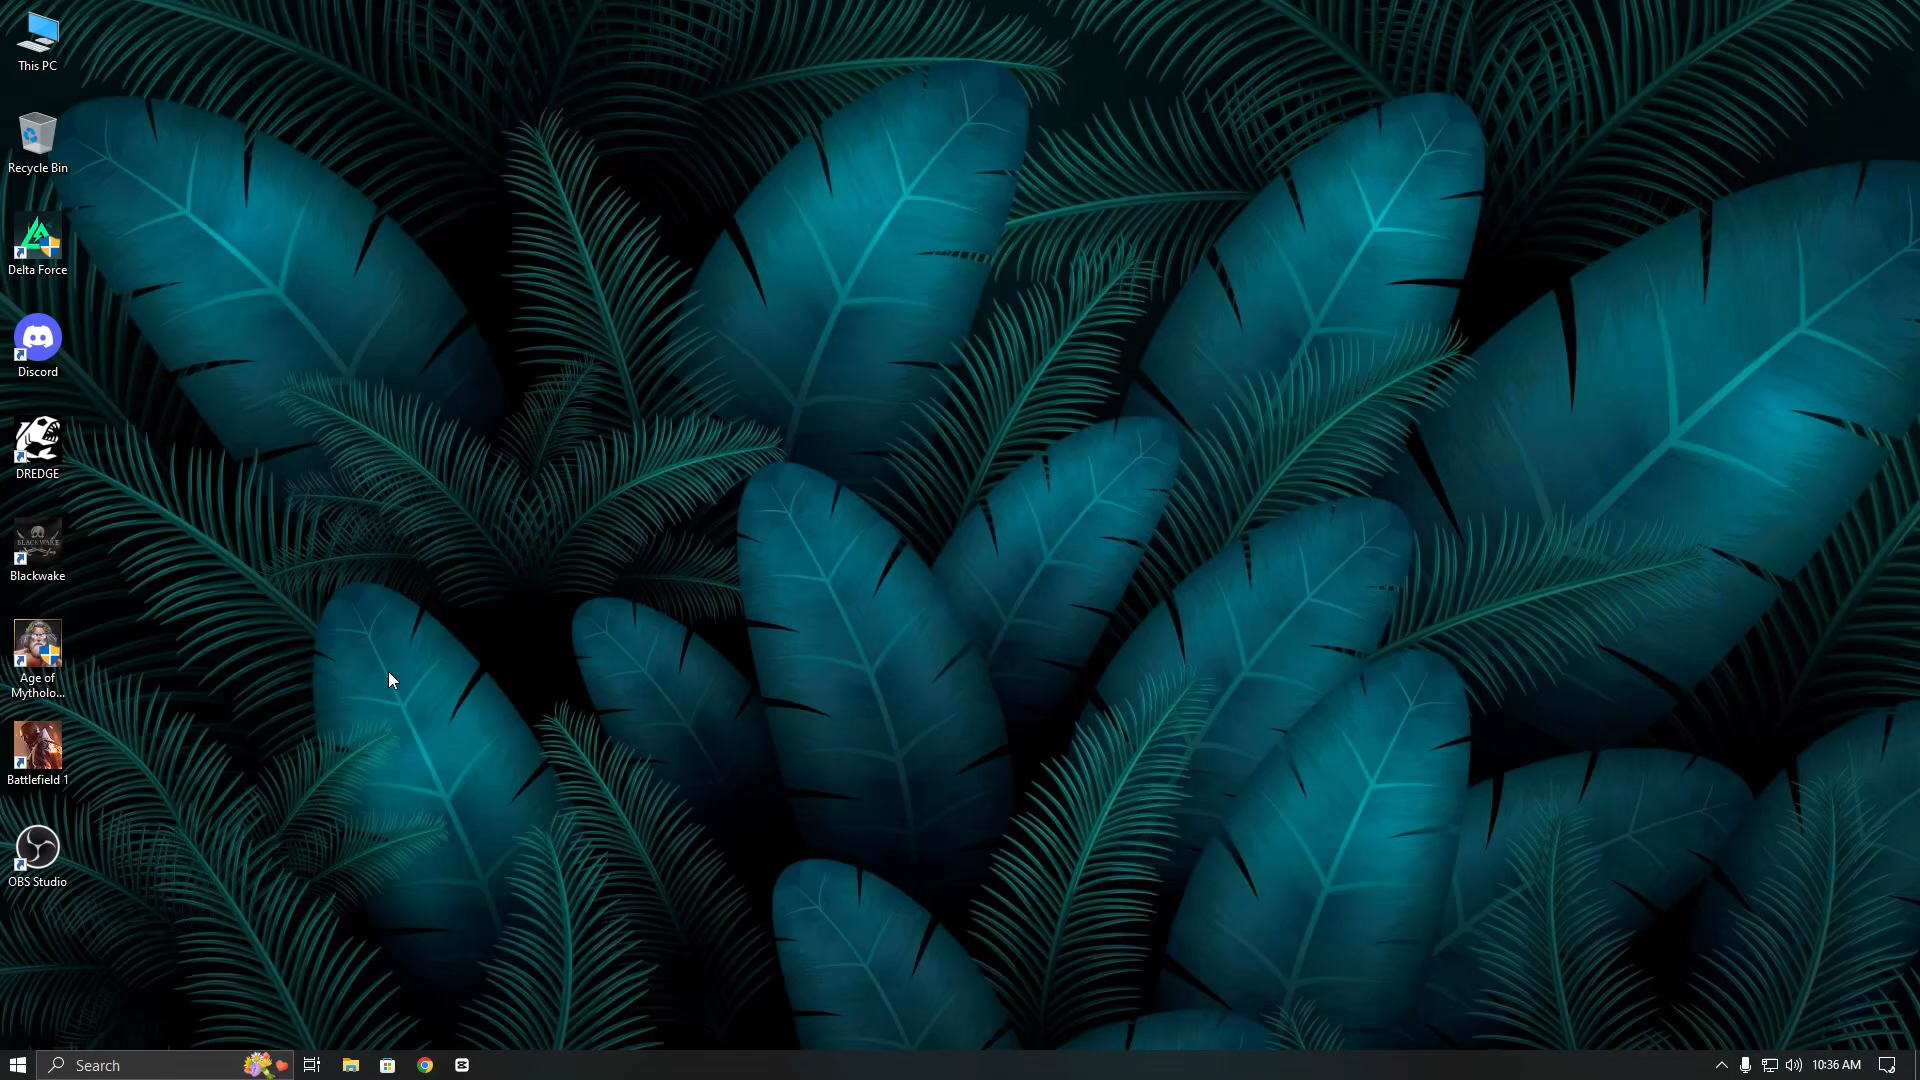 This PC
Recycle Bin
Delta Force
Discord
DREDGE
BLACKWAKE
Blackwake
Age of
Mytholo...
Battlefield 1
OBS Studio
Search
10:36 AM